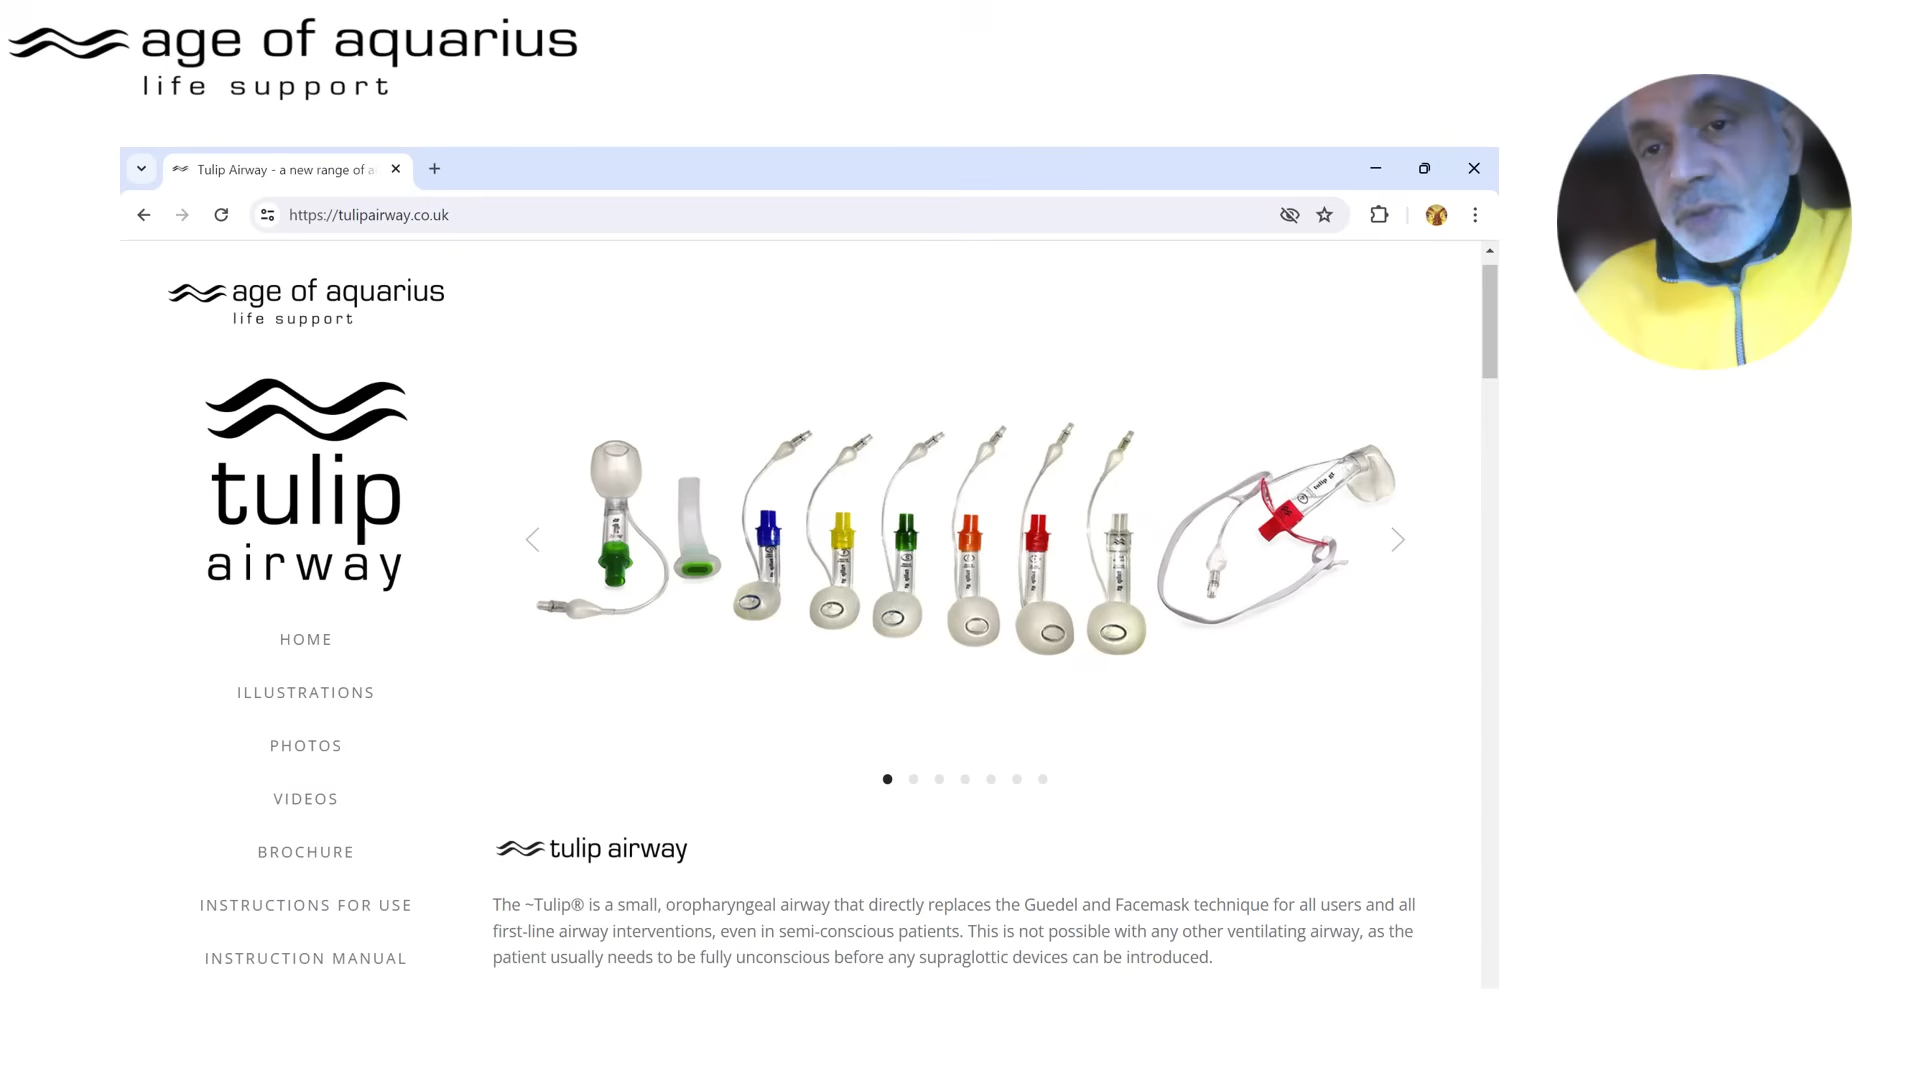 age of aquarius
life support
Tulip Airway - a new range of a
https://tulipairway.co.uk
age of aquarius
life support
tulip
airway
HOME
ILLUSTRATIONS
PHOTOS
VIDEOS
BROCHURE
INSTRUCTIONS FOR USE
INSTRUCTION MANUAL
tulip airway
The ~Tulip® is a small, oropharyngeal airway that directly replaces the Guedel and Facemask technique for all users and all
first-line airway interventions, even in semi-conscious patients. This is not possible with any other ventilating airway, as the
patient usually needs to be fully unconscious before any supraglottic devices can be introduced.